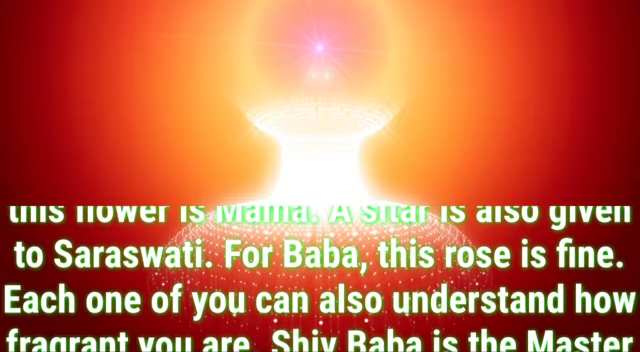 this flower is Mama. A sitar is also given
to Saraswati. For Baba, this rose is fine.
Each one of you can also understand how
fragrant you are. Shiv Baba is the Master